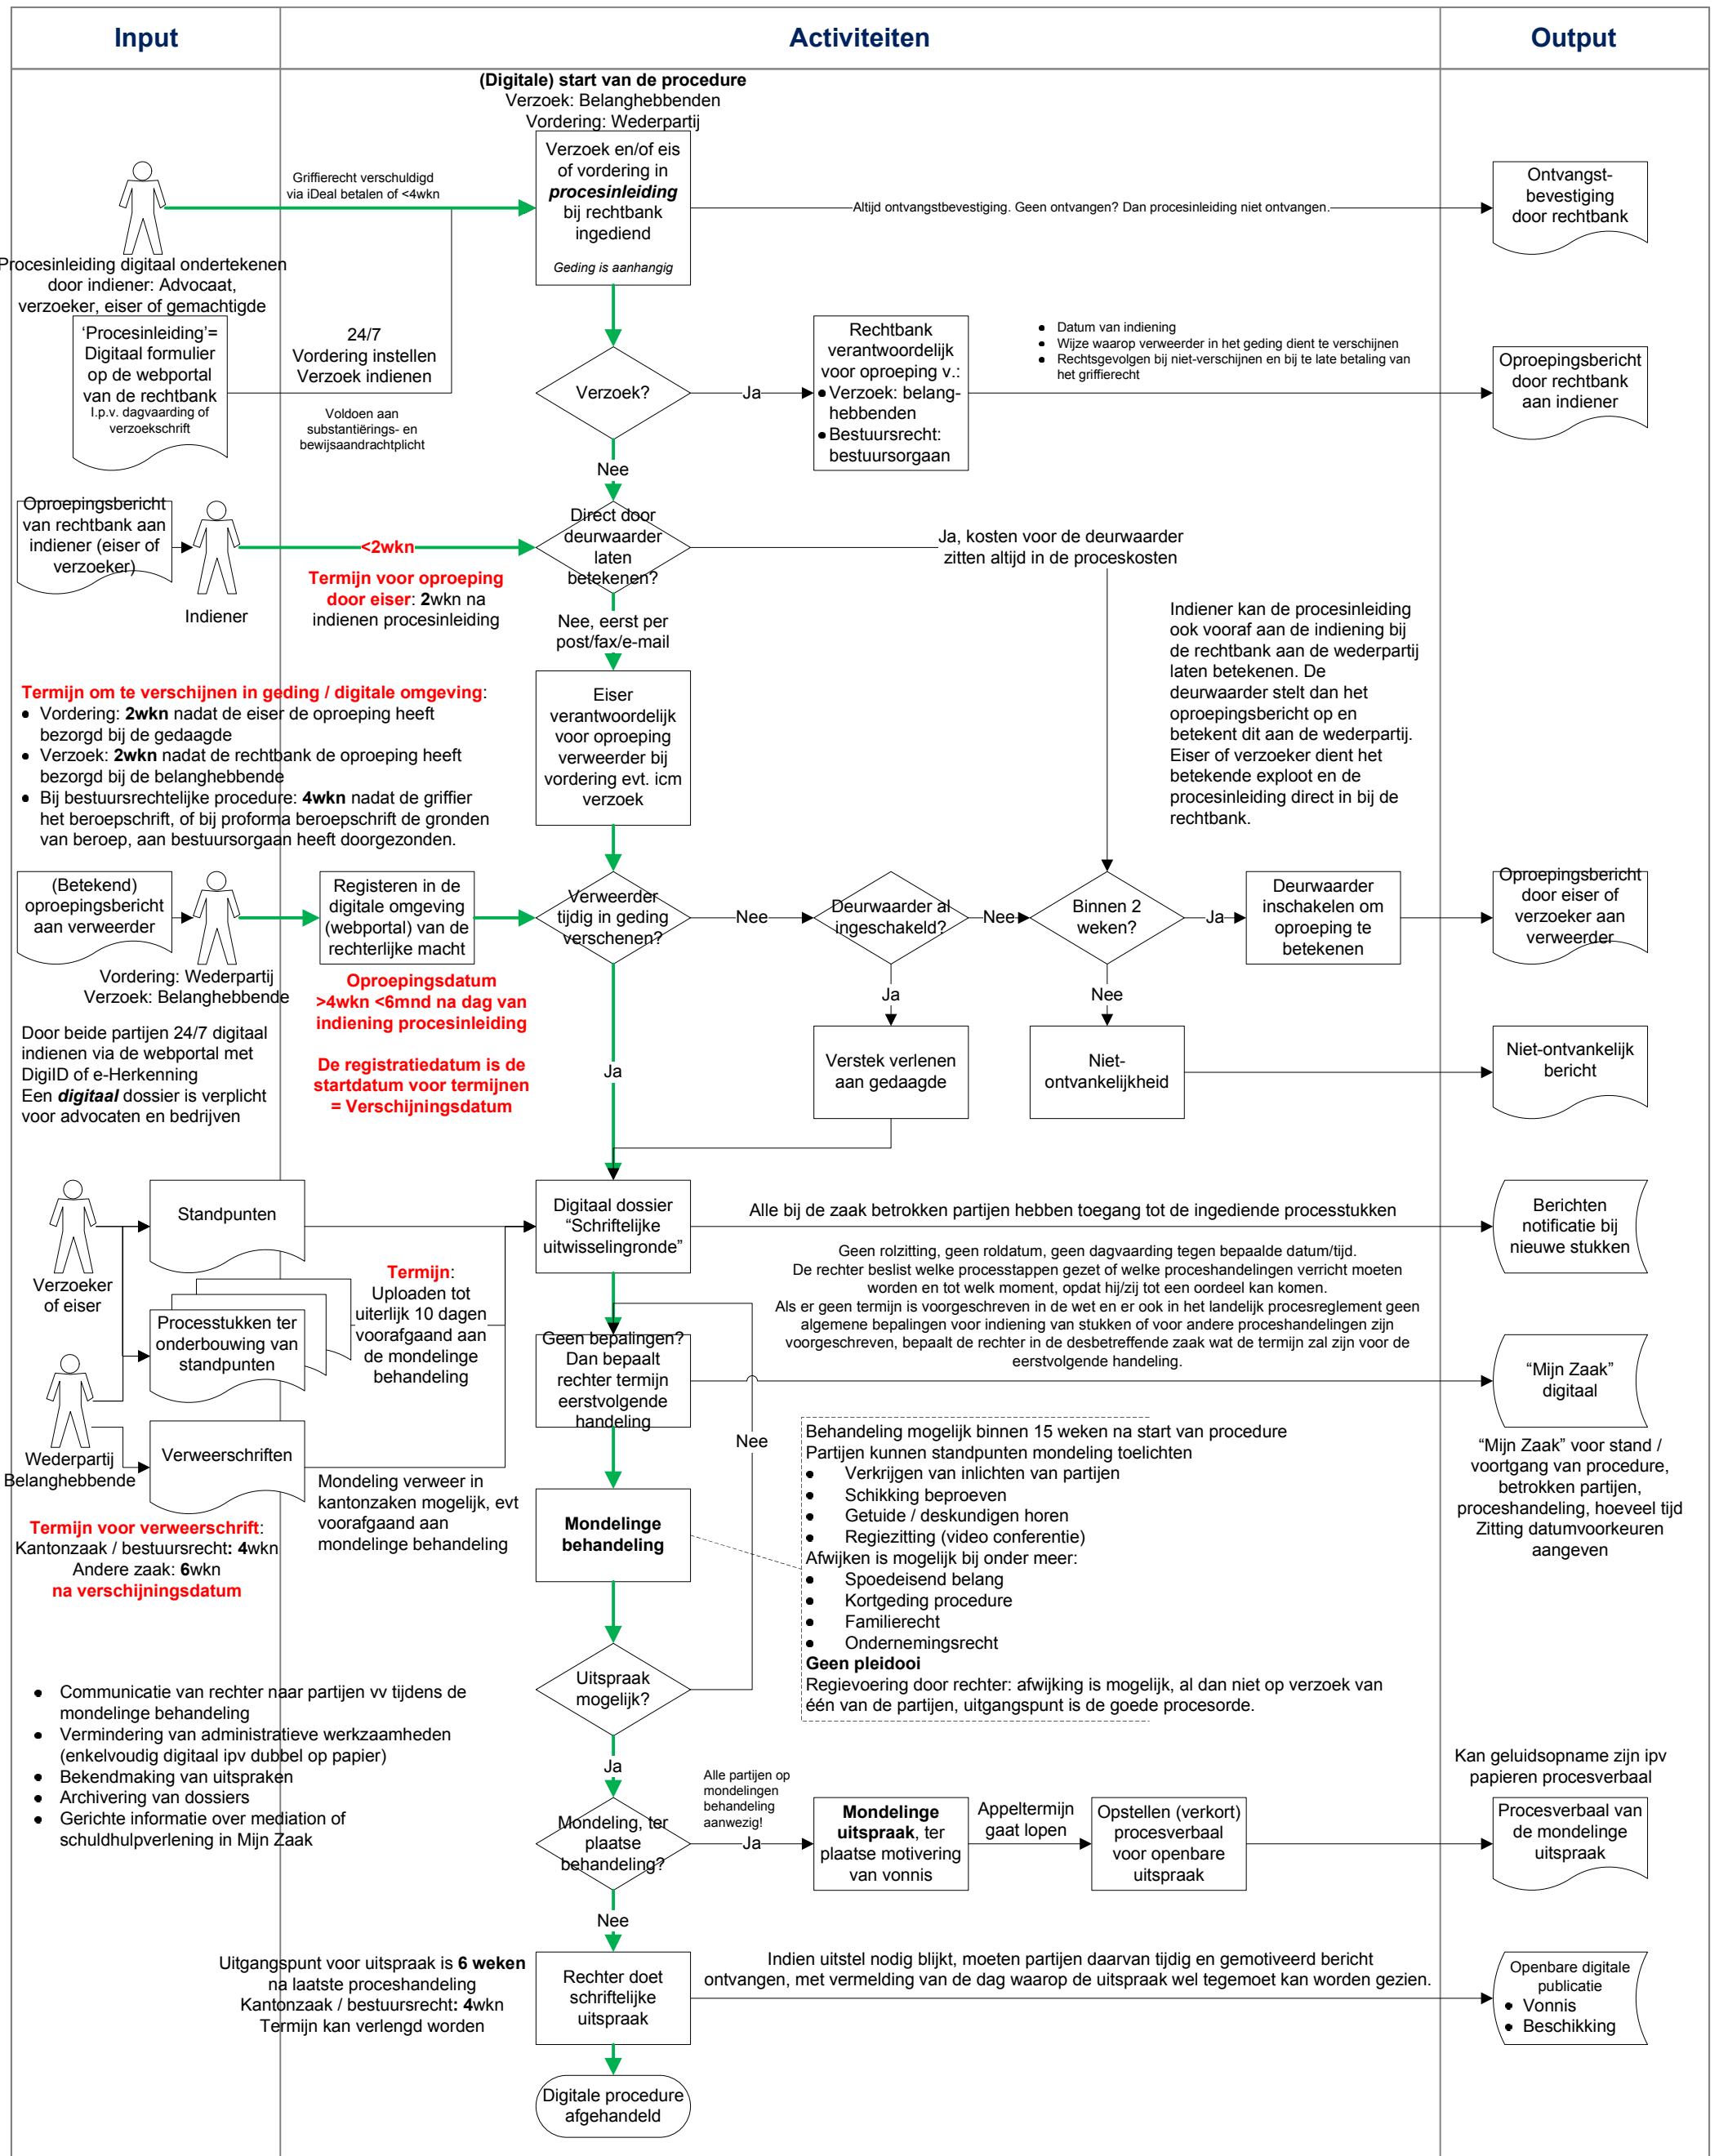 Input
Activiteiten
Output
(Digitale) start van de procedure
Verzoek: Belanghebbenden
Vordering: Wederpartij
Griffierecht verschuldigd
via iDeal betalen of <4wkn
Verzoek en/of eis
of vordering in
procesinleiding
bij rechtbank
ingediend
Geding is aanhangig
Altijd ontvangstbevestiging. Geen ontvangen? Dan procesinleiding niet ontvangen.
Ontvangst-
bevestiging
door rechtbank
Procesinleiding digitaal ondertekenen
door indiener: Advocaat,
verzoeker, eiser of gemachtigde
'Procesinleiding'=
Digitaal formulier
op de webportal
van de rechtbank
I.p.v. dagvaarding of
verzoekschrift
24/7
Vordering instellen
Verzoek indienen
Voldoen aan
substantiërings- en
bewijsaandrachtplicht
Verzoek?
Ja
Nee
Rechtbank
verantwoordelijk
voor oproeping v.:
• Verzoek: belang-
hebbenden
• Bestuursrecht:
bestuursorgaan
• Datum van indiening
• Wijze waarop verweerder in het geding dient te verschijnen
• Rechtsgevolgen bij niet-verschijnen en bij te late betaling van
het griffierecht
Oproepingsbericht
door rechtbank
aan indiener
Oproepingsbericht
van rechtbank aan
indiener (eiser of
verzoeker)
Indiener
<2wkn
Termijn voor oproeping
door eiser: 2wkn na
indienen procesinleiding
Direct door
deurwaarder
laten
betekenen?
Ja, kosten voor de deurwaarder
zitten altijd in de proceskosten
Nee, eerst per
post/fax/e-mail
Indiener kan de procesinleiding
ook vooraf aan de indiening bij
de rechtbank aan de wederpartij
laten betekenen. De
deurwaarder stelt dan het
oproepingsbericht op en
betekent dit aan de wederpartij.
Eiser of verzoeker dient het
betekende exploot en de
procesinleiding direct in bij de
rechtbank.
Termijn om te verschijnen in geding / digitale omgeving:
• Vordering: 2wkn nadat de eiser de oproeping heeft
bezorgd bij de gedaagde
• Verzoek: 2wkn nadat de rechtbank de oproeping heeft
bezorgd bij de belanghebbende
• Bij bestuursrechtelijke procedure: 4wkn nadat de griffier
het beroepschrift, of bij proforma beroepschrift de gronden
van beroep, aan bestuursorgaan heeft doorgezonden.
Eiser
verantwoordelijk
voor oproeping
verweerder bij
vordering evt. icm
verzoek
(Betekend)
oproepingsbericht
aan verweerder
Vordering: Wederpartij
Verzoek: Belanghebbende
Registeren in de
digitale omgeving
(webportal) van de
rechterlijke macht
Verweerder
tijdig in geding
verschenen?
Nee
Deurwaarder al
ingeschakeld?
Nee
Binnen 2
weken?
Ja
Deurwaarder
inschakelen om
oproeping te
betekenen
Oproepingsbericht
door eiser of
verzoeker aan
verweerder
Oproepingsdatum
>4wkn <6mnd na dag van
indiening procesinleiding
De registratiedatum is de
startdatum voor termijnen
= Verschijningsdatum
Door beide partijen 24/7 digitaal
indienen via de webportal met
DigiID of e-Herkenning
Een digitaal dossier is verplicht
voor advocaten en bedrijven
Ja
Ja
Nee
Verstek verlenen
aan gedaagde
Niet-
ontvankelijkheid
Niet-ontvankelijk
bericht
Verzoeker
of eiser
Standpunten
Processtukken ter
onderbouwing van
standpunten
Verweerschriften
Wederpartij
Belanghebbende
Termijn:
Uploaden tot
uiterlijk 10 dagen
voorafgaand aan
de mondelinge
behandeling
Digitaal dossier
“Schriftelijke
uitwisselingronde”
Alle bij de zaak betrokken partijen hebben toegang tot de ingediende processtukken
Berichten
notificatie bij
nieuwe stukken
Geen rolzitting, geen roldatum, geen dagvaarding tegen bepaalde datum/tijd.
De rechter beslist welke processtappen gezet of welke proceshandelingen verricht moeten
worden en tot welk moment, opdat hij/zij tot een oordeel kan komen.
Als er geen termijn is voorgeschreven in de wet en er ook in het landelijk procesreglement geen
algemene bepalingen voor indiening van stukken of voor andere proceshandelingen zijn
voorgeschreven, bepaalt de rechter in de desbetreffende zaak wat de termijn zal zijn voor de
eerstvolgende handeling.
Geen bepalingen?
Dan bepaalt
rechter termijn
eerstvolgende
handeling
“Mijn Zaak”
digitaal
“Mijn Zaak” voor stand /
voortgang van procedure,
betrokken partijen,
proceshandeling, hoeveel tijd
Zitting datumvoorkeuren
aangeven
Mondeling verweer in
kantonzaken mogelijk, evt
voorafgaand aan
mondelinge behandeling
Termijn voor verweerschrift:
Kantonzaak / bestuursrecht: 4wkn
Andere zaak: 6wkn
na verschijningsdatum
Nee
Mondelinge
behandeling
Behandeling mogelijk binnen 15 weken na start van procedure
Partijen kunnen standpunten mondeling toelichten
• Verkrijgen van inlichten van partijen
• Schikking beproeven
• Getuide / deskundigen horen
• Regiezitting (video conferentie)
Afwijken is mogelijk bij onder meer:
• Spoedeisend belang
• Kortgeding procedure
• Familierecht
• Ondernemingsrecht
Geen pleidooi
Regievoering door rechter: afwijking is mogelijk, al dan niet op verzoek van
één van de partijen, uitgangspunt is de goede procesorde.
Uitspraak
mogelijk?
• Communicatie van rechter naar partijen vv tijdens de
mondelinge behandeling
• Vermindering van administratieve werkzaamheden
(enkelvoudig digitaal ipv dubbel op papier)
• Bekendmaking van uitspraken
• Archivering van dossiers
• Gerichte informatie over mediation of
schuldhulpverlening in Mijn Zaak
Ja
Mondeling, ter
plaatse
behandeling?
Alle partijen op
mondelingen
behandeling
aanwezig!
Ja
Mondelinge
uitspraak, ter
plaatse motivering
van vonnis
Appeltermijn
gaat lopen
Opstellen (verkort)
procesverbaal
voor openbare
uitspraak
Kan geluidsopname zijn ipv
papieren procesverbaal
Procesverbaal van
de mondelinge
uitspraak
Nee
Uitgangspunt voor uitspraak is 6 weken
na laatste proceshandeling
Kantonzaak / bestuursrecht: 4wkn
Termijn kan verlengd worden
Rechter doet
schriftelijke
uitspraak
Indien uitstel nodig blijkt, moeten partijen daarvan tijdig en gemotiveerd bericht
ontvangen, met vermelding van de dag waarop de uitspraak wel tegemoet kan worden gezien.
Openbare digitale
publicatie
• Vonnis
• Beschikking
Digitale procedure
afgehandeld